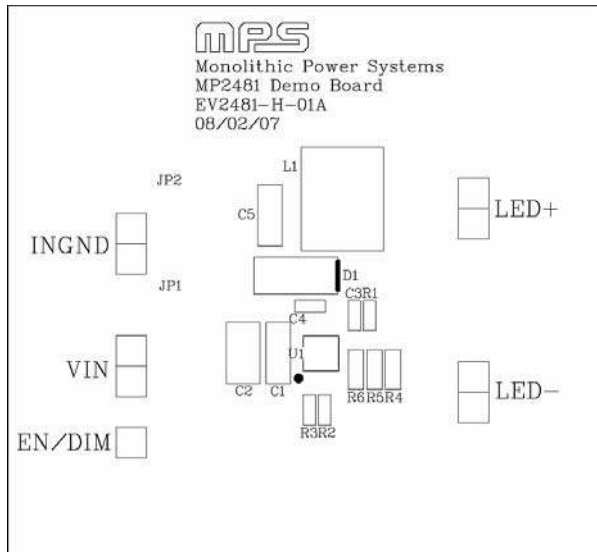 MPS
Monolithic Power Systems
MP2481 Demo Board
EV2481-H-01A
08/02/07
L1
JP2
C5
LED+
INGND
D1
JP1
C3R1
C4
U1
VIN
C2
C1
R6R5R4
LED-
R3R2
EN/DIM